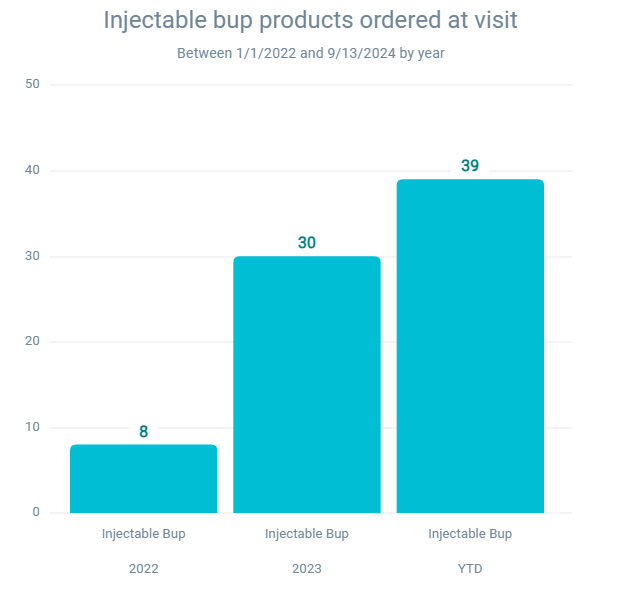 Injectable bup products ordered at visit
Between 1/1/2022 and 9/13/2024 by year
50
40
30
20
10
0
8
30
39
Injectable Bup
Injectable Bup
Injectable Bup
2022
2023
YTD